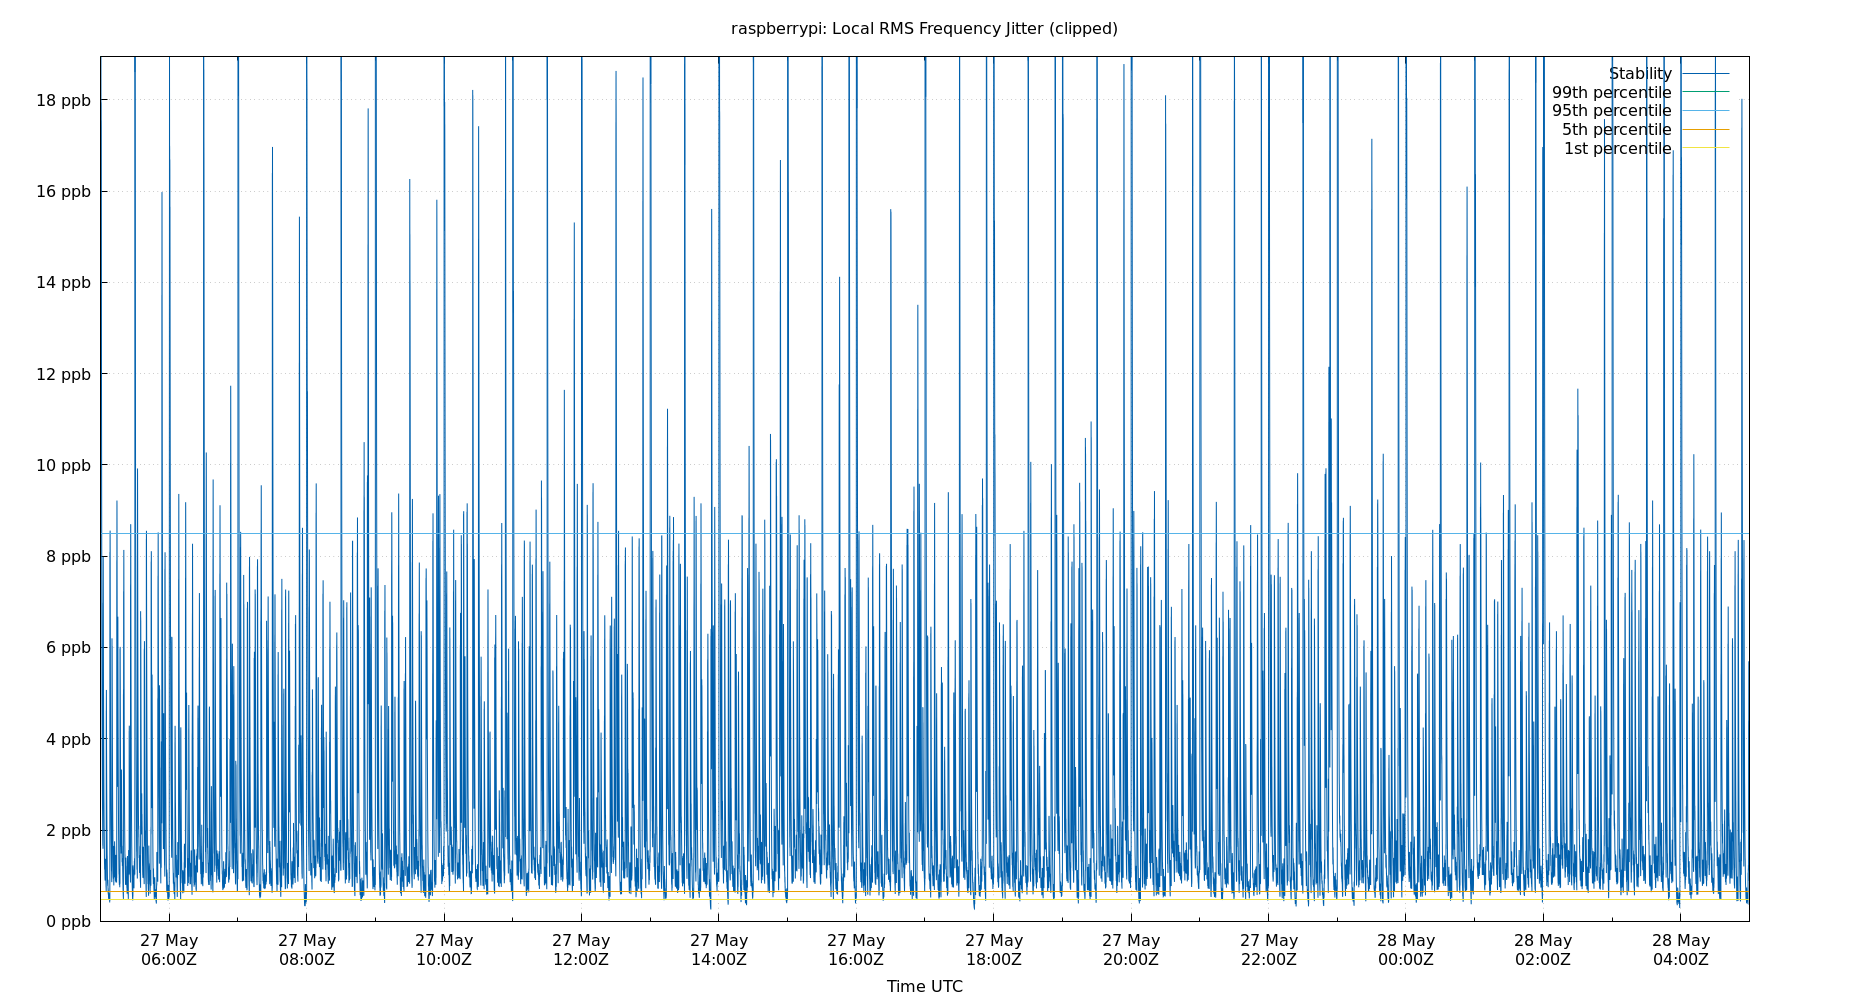 raspberrypi: Local RMS Frequency Jitter (clipped)
Stability
99th percentile
95th percentile
5th percentile
1st percentile
18 ppb
16 ppb
14 ppb
12 ppb
10 ppb
8 ppb
6 ppb
4 ppb
2 ppb
0 ppb
27 May 27 May 27 May 27 May 27 May 27 May 27 May 27 May 27 May 28 May 28 May 28 May
06:00Z 08:00Z 10:00Z 12:00Z 14:00Z 16:00Z 18:00Z 20:00Z 22:00Z 00:00Z 02:00Z 04:00Z
Time UTC